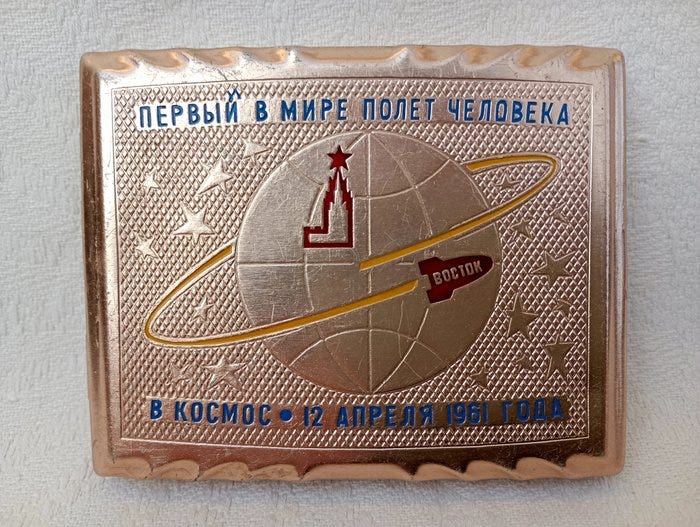 ПЕРВЫЙ В МИРЕ ПОЛЕТ ЧЕЛОВЕКА
ВОСТОК
В КОСМОС • 12 АПРЕЛЯ 1961 ГОДА